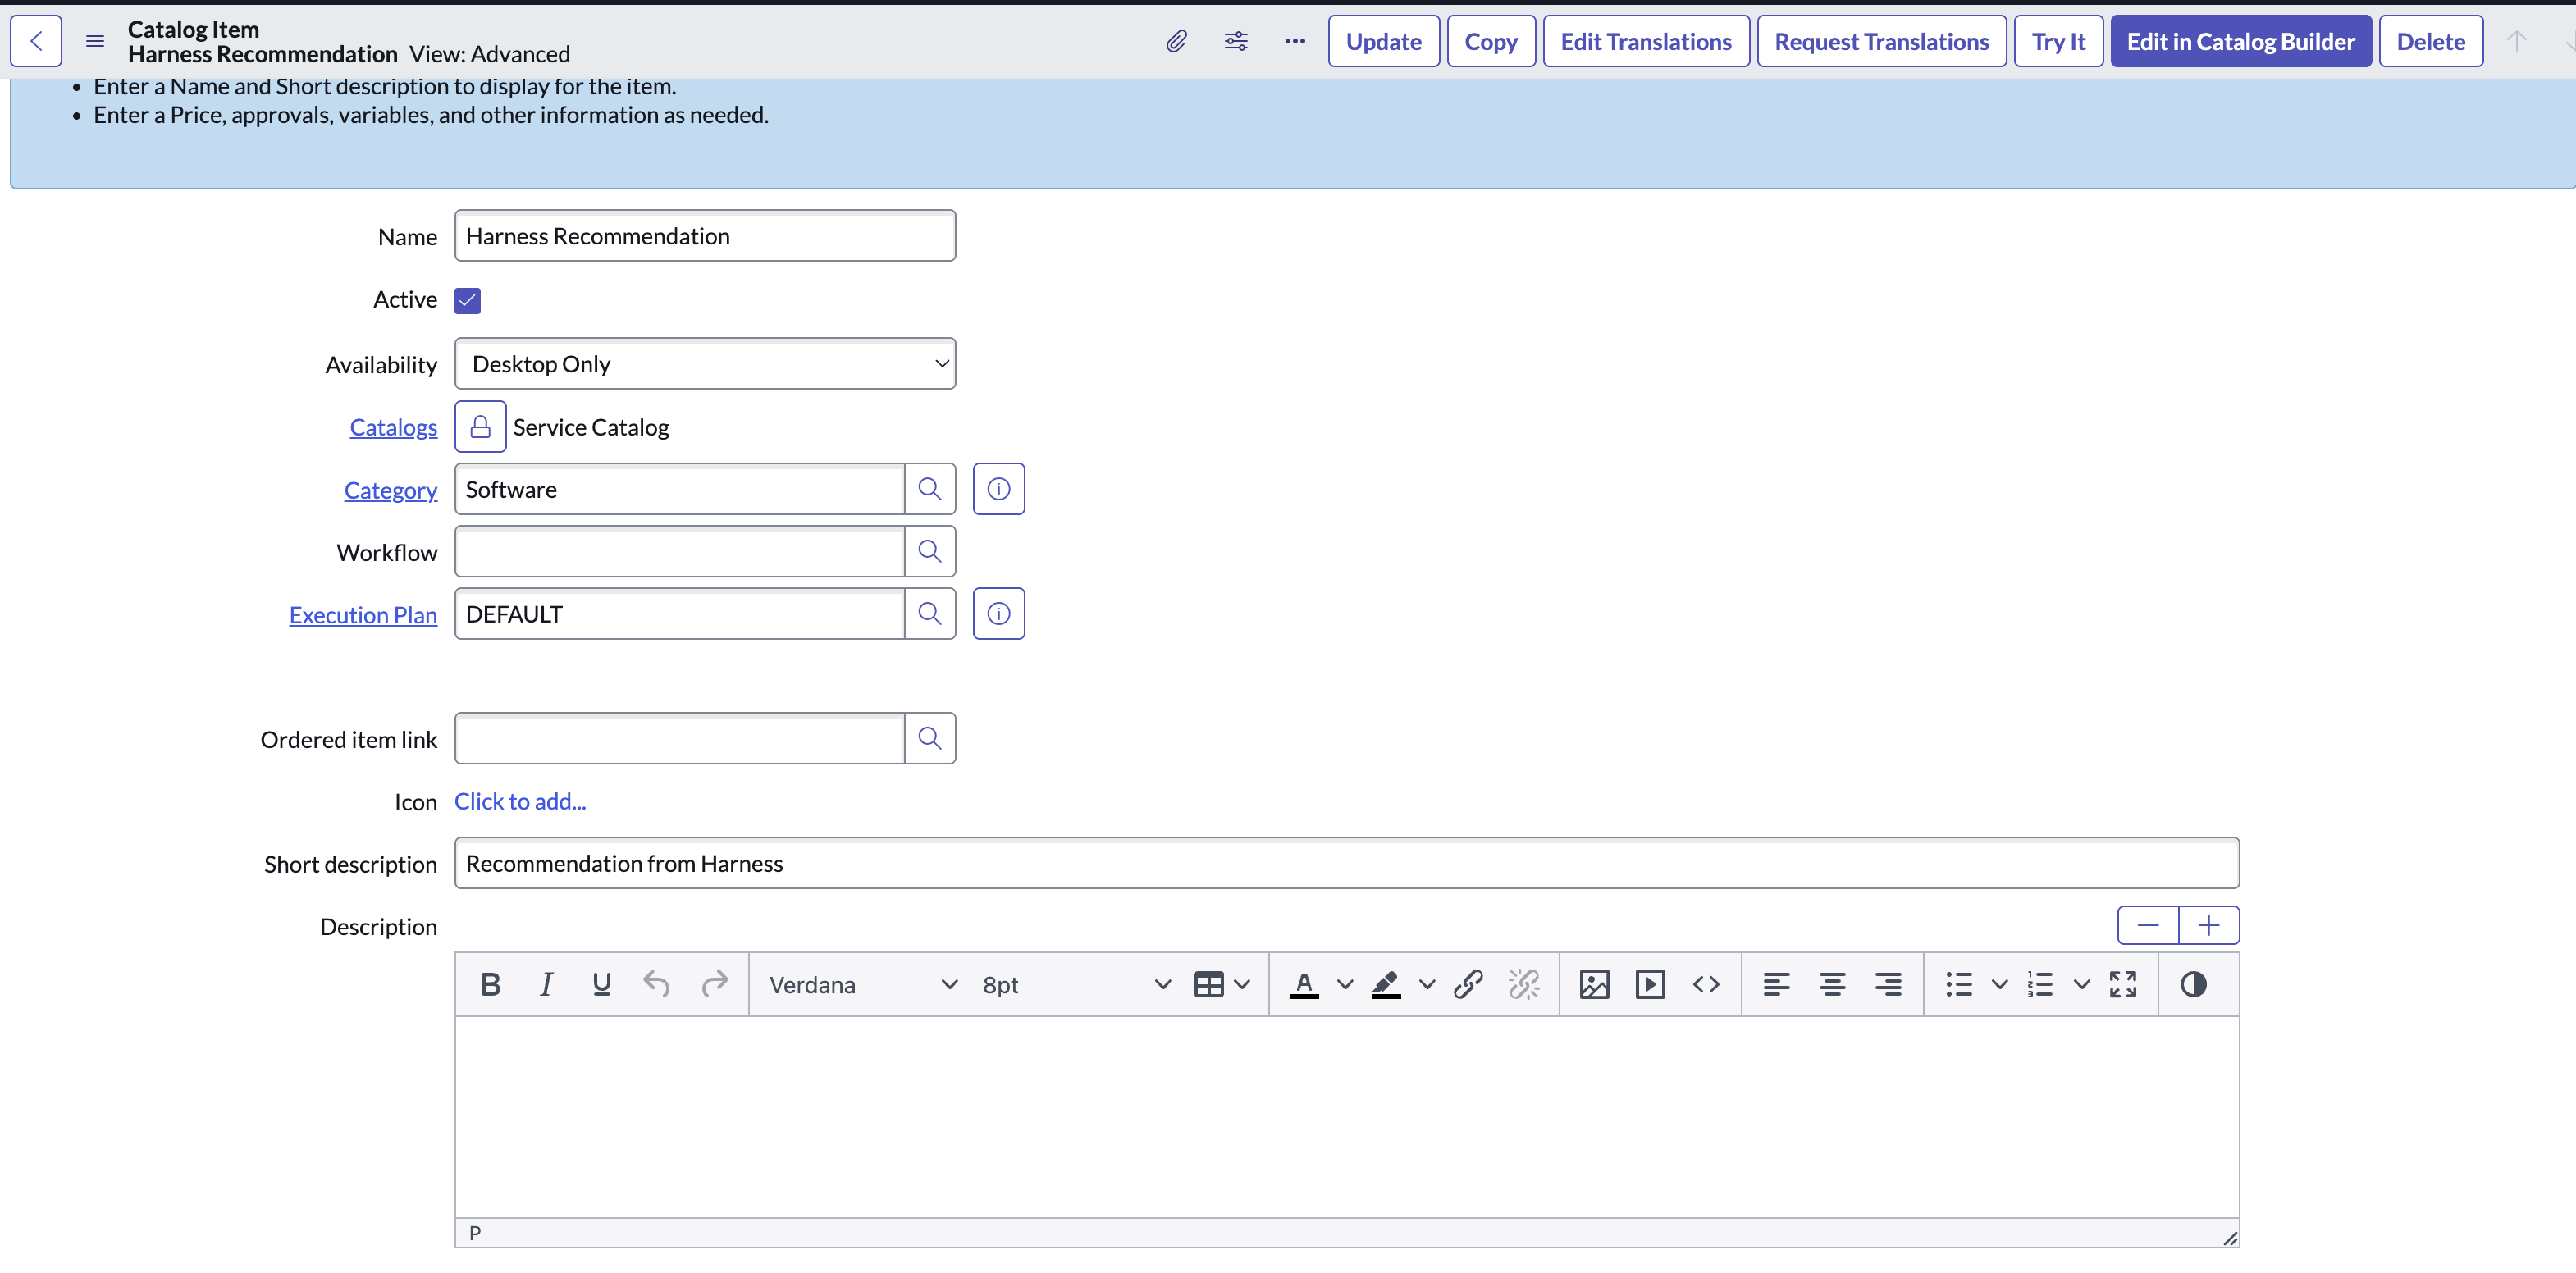 Catalog Item
Harness Recommendation View: Advanced
Update
Copy
Edit Translations
Request Translations
Try It
Edit in Catalog Builder
Delete
• Enter a Name and Short description to display for the item.
• Enter a Price, approvals, variables, and other information as needed.
Name
Harness Recommendation
Active
Availability
Desktop Only
Catalogs
Service Catalog
Category
Software
Workflow
Execution Plan
DEFAULT
Ordered item link
Icon
Click to add...
Short description
Recommendation from Harness
Description
B I U Verdana 8pt A
P